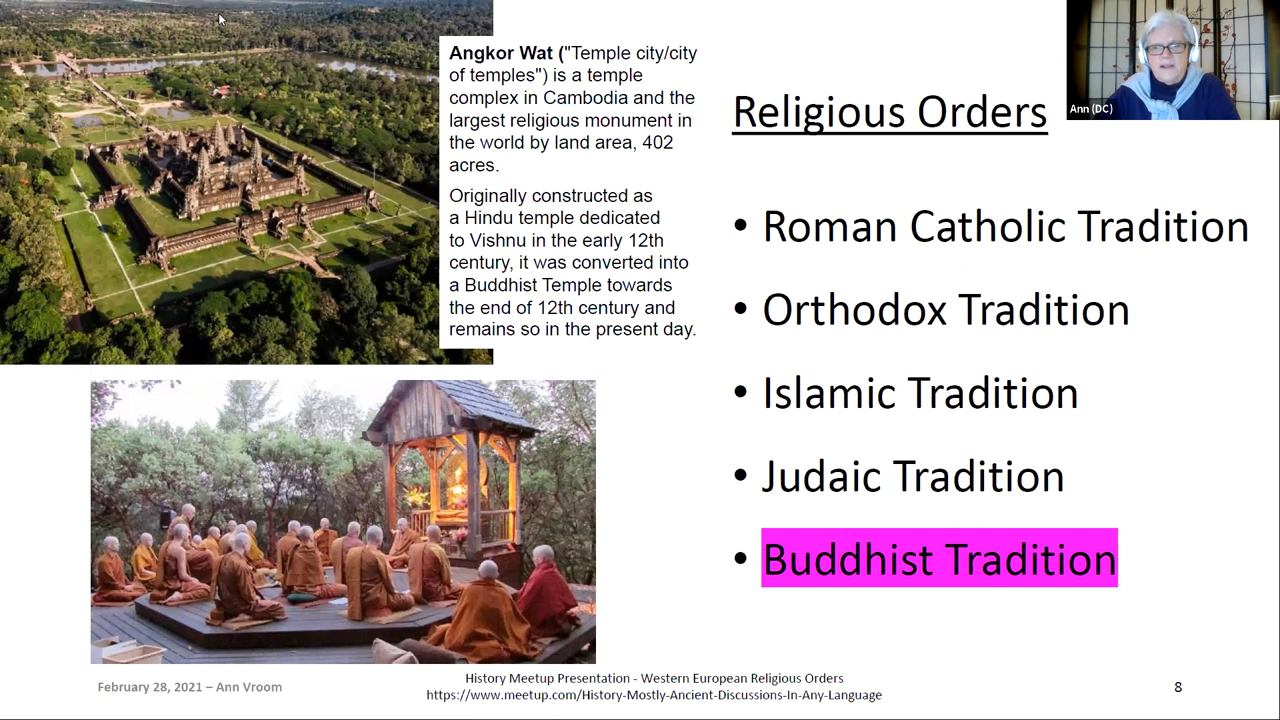 Angkor Wat ("Temple city/city
of temples") is a temple
complex in Cambodia and the
largest religious monument in
the world by land area, 402
acres.
Originally constructed as
a Hindu temple dedicated
to Vishnu in the early 12th
century, it was converted into
a Buddhist Temple towards
the end of 12th century and
remains so in the present day.
Ann (DC)
Religious Orders
• Roman Catholic Tradition
• Orthodox Tradition
• Islamic Tradition
• Judaic Tradition
• Buddhist Tradition
February 28, 2021 – Ann Vroom
History Meetup Presentation - Western European Religious Orders
https://www.meetup.com/History-Mostly-Ancient-Discussions-In-Any-Language
8